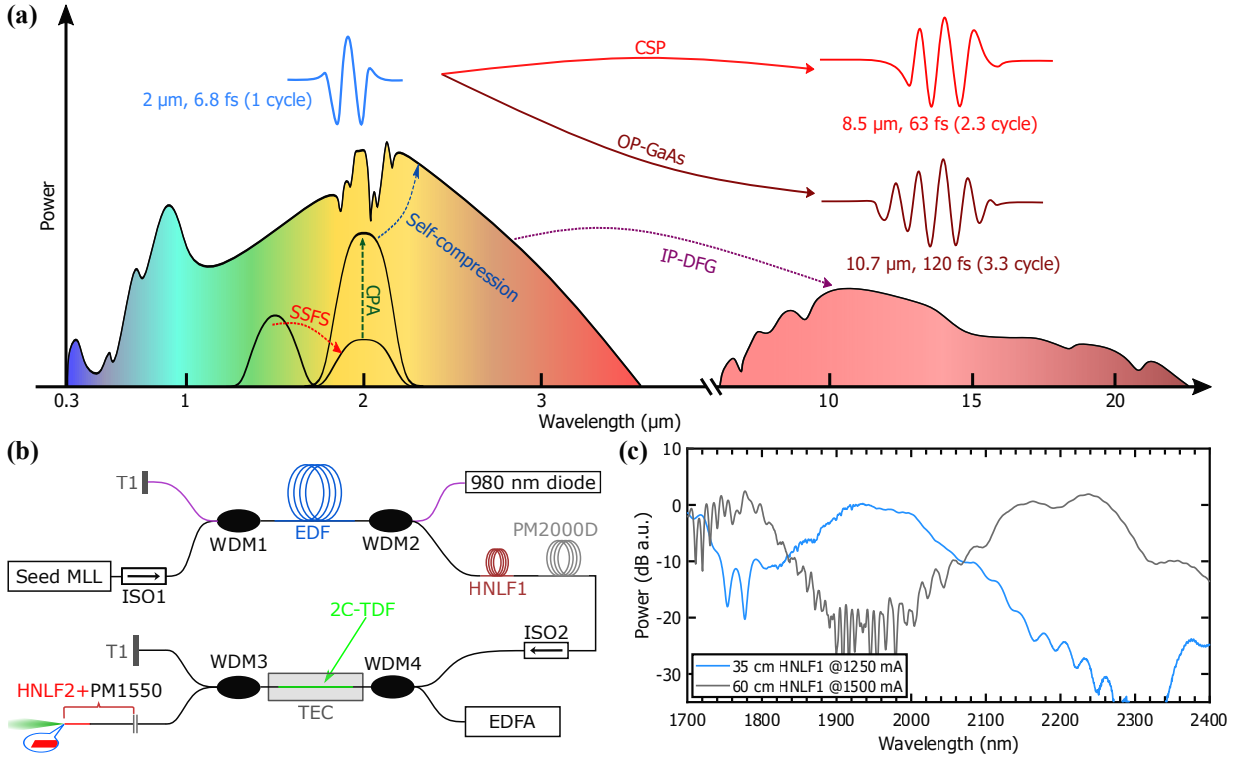 (a)
Power
2 µm, 6.8 fs (1 cycle)
CSP
8.5 µm, 63 fs (2.3 cycle)
OP-GaAs
10.7 µm, 120 fs (3.3 cycle)
IP-DFG
Self-compression
CPA
SSFS
0.3
1
2
3
10
15
20
Wavelength (µm)
(b)
T1
980 nm diode
EDF
WDM1
WDM2
PM2000D
Seed MLL
ISO1
HNLF1
2C-TDF
ISO2
T1
WDM3
WDM4
HNLF2+PM1550
TEC
EDFA
(c)
Power (dB a.u.)
10
0
-10
-20
-30
35 cm HNLF1 @1250 mA
60 cm HNLF1 @1500 mA
1700
1800
1900
2000
2100
2200
2300
2400
Wavelength (nm)